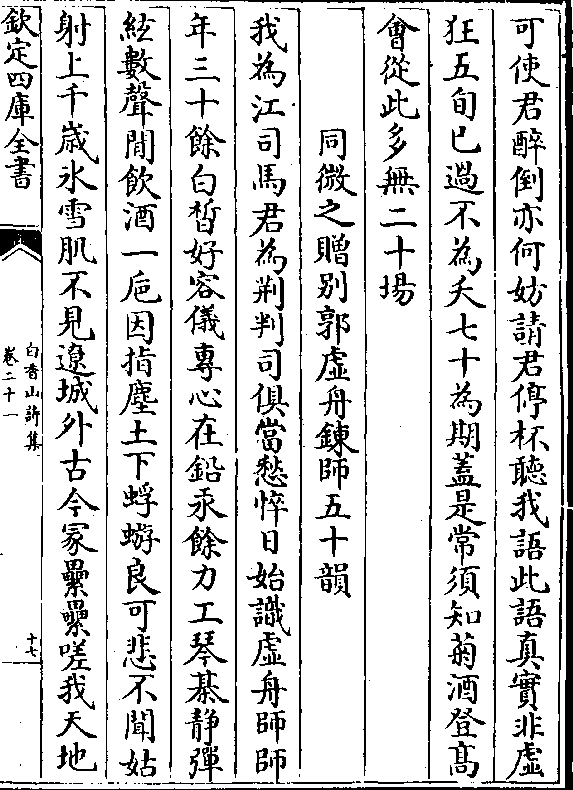 可使君醉倒亦何妨請君停杯聽我語此語真實非虛
狂五旬已過不為夭七十為期蓋是常須知菊酒登髙
會從此多無二十場
同微之贈别郭虚舟錬師五十韻
我為江司馬君為荆判司俱當愁悴日始識虛舟師師
年三十餘白皙好容儀專心在鉛汞餘力工琴棊静彈
絃數聲閒飲酒一巵因指塵土下蜉蝣良可悲不聞姑
射上千歳氷雪肌不見遼城外古今冢纍纍嗟我天地
欽定四庫全書
白香山詩集
卷二十一
十七